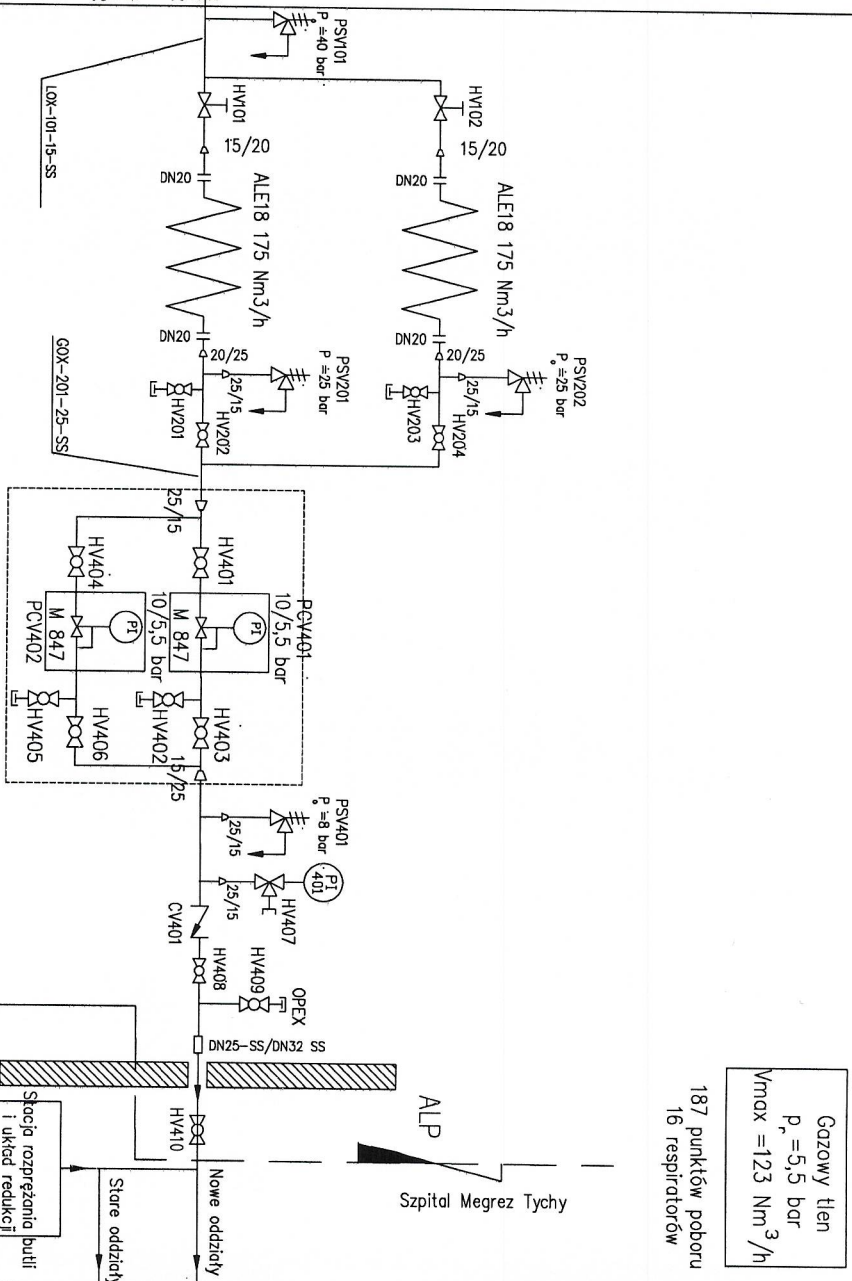 PSV101
Po =40 bar
HV101
HV102
15/20
15/20
LOX-101-15-SS
DN20
DN20
ALE18 175 Nm3/h
ALE18 175 Nm3/h
DN20
DN20
20/25
20/25
PSV201
Po =25 bar
PSV202
Po =25 bar
25/15
25/15
HV201
HV202
HV203
HV204
GOX-201-25-SS
25/15
HV404
HV401
PCV401
10/5,5 bar
PI
M 847
10/5,5 bar
PI
M 847
PCV402
HV405
HV406
HV402
HV403
15/25
PSV401
Po =8 bar
25/15
PI
401
25/15
HV407
CV401
HV408
HV409
OPEX
DN25-SS/DN32 SS
HV410
ALP
Szpital Megrez Tychy
Nowe oddziały
Stare oddziały
Stacja rozprężania butli
i układ redukcji
Gazowy tlen
pr =5,5 bar
Vmax =123 Nm3/h
187 punktów poboru
16 respiratorów